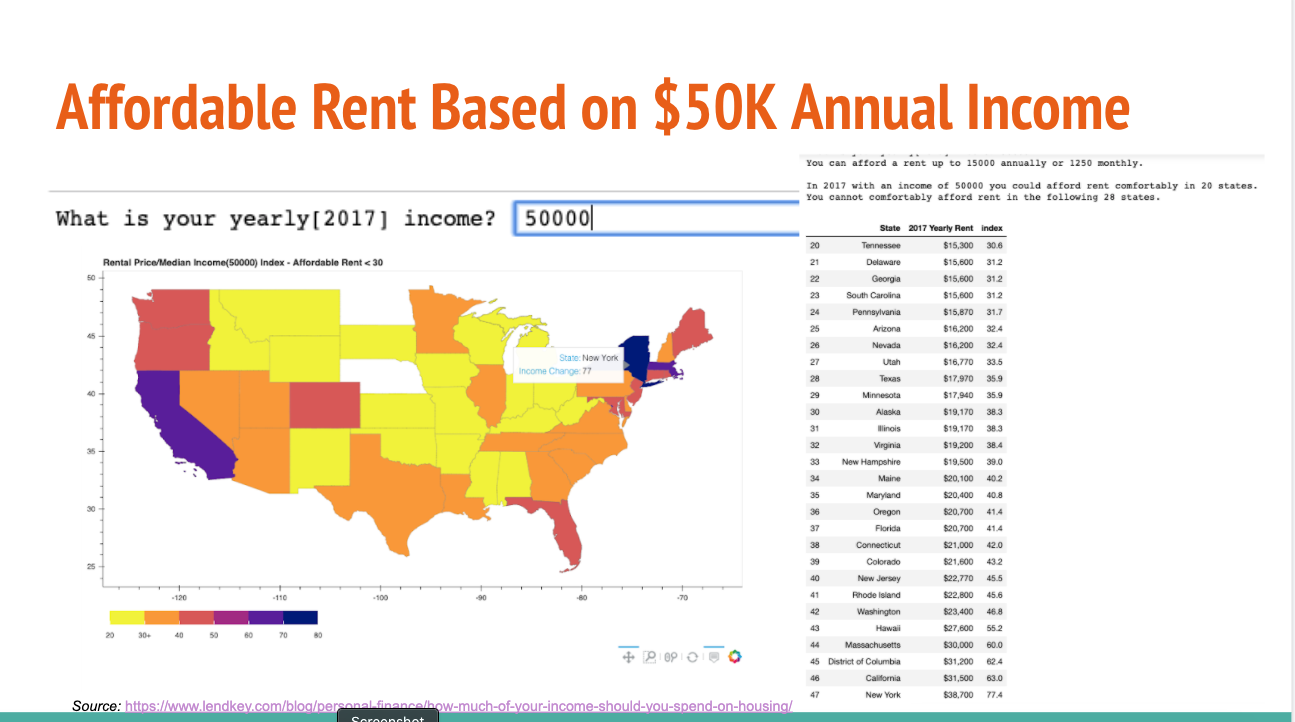 Affordable Rent Based on $50K Annual Income
You can afford a rent up to 15000 annually or 1250 monthly.
In 2017 with an income of 50000 you could afford rent comfortably in 20 states.
You cannot comfortably afford rent in the following 28 states.
What is your yearly[2017] income? 50000
State 2017 Yearly Rent index
20 Tennessee $15,300 30.6
21 Delaware $15,600 31.2
22 Georgia $15,600 31.2
23 South Carolina $15,600 31.2
24 Pennsylvania $15,870 31.7
25 Arizona $16,200 32.4
26 Nevada $16,200 32.4
27 Utah $16,770 33.5
28 Texas $17,970 35.9
29 Minnesota $17,940 35.9
30 Alaska $19,170 38.3
31 Illinois $19,170 38.3
32 Virginia $19,200 38.4
33 New Hampshire $19,500 39.0
34 Maine $20,100 40.2
35 Maryland $20,400 40.8
36 Oregon $20,700 41.4
37 Florida $20,700 41.4
38 Connecticut $21,000 42.0
39 Colorado $21,600 43.2
40 New Jersey $22,770 45.5
41 Rhode Island $22,800 45.6
42 Washington $23,400 46.8
43 Hawaii $27,600 55.2
44 Massachusetts $30,000 60.0
45 District of Columbia $31,200 62.4
46 California $31,500 63.0
47 New York $38,700 77.4
Rental Price/Median Income(50000) Index - Affordable Rent < 30
50
45
40
35
30
25
State: New York
Income Change: 77
-120 -110 -100 -90 -80 -70
20 30+ 40 50 60 70 80
Source: https://www.lendkey.com/blog/personal-finance/how-much-of-your-income-should-you-spend-on-housing/
Screenshot